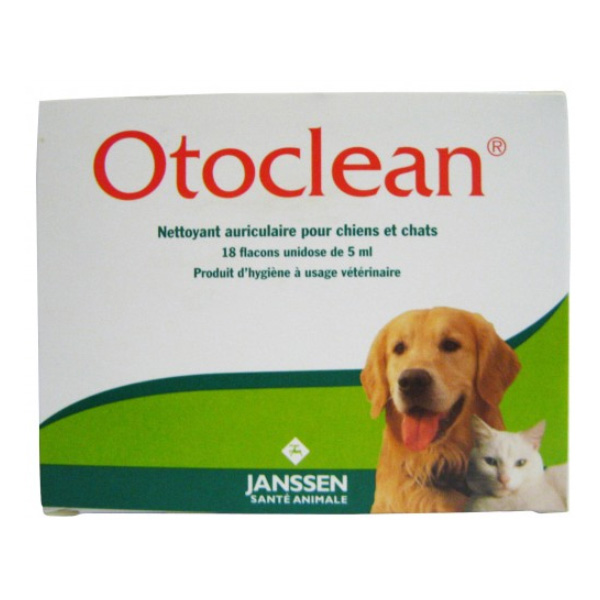 Otoclean®
Nettoyant auriculaire pour chiens et chats
18 flacons unidose de 5 ml
Produit d'hygiène à usage vétérinaire
JANSSEN
SANTÉ ANIMALE